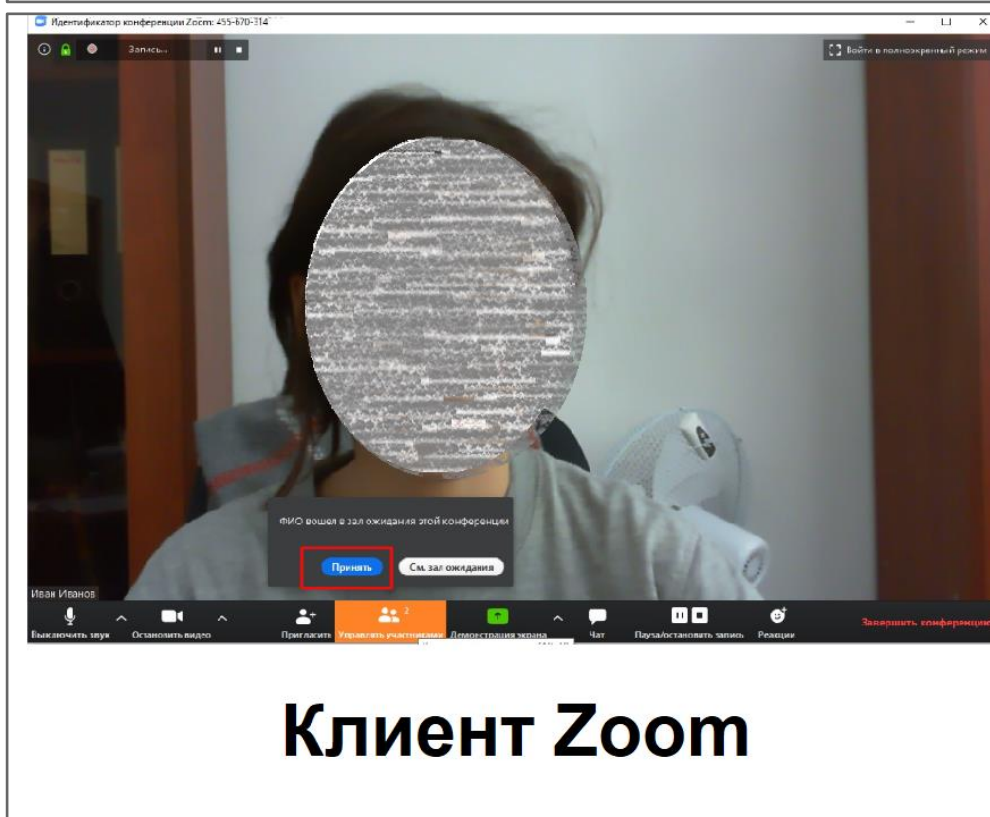 Идентификатор конференции Zoom: 455-670-314
Запись...
Войти в полноэкранный режим
ФИО вошел в зал ожидания этой конференции
Принять
См. зал ожидания
Иван Иванов
2
Выключить звук
Остановить видео
Пригласить
Управлять участниками
Демонстрация экрана
Чат
Пауза/остановить запись
Реакции
Завершить конференцию
Клиент Zoom